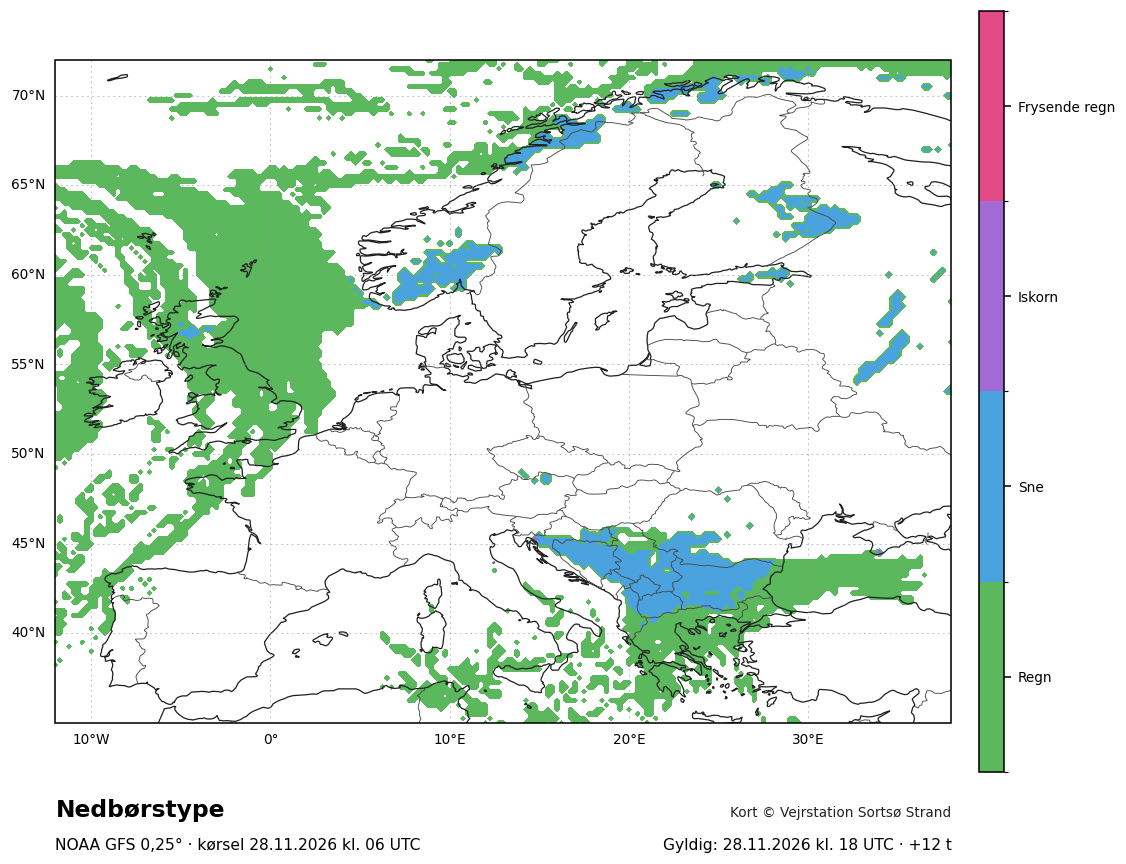 70°N
65°N
60°N
55°N
50°N
45°N
40°N
10°W
0°
10°E
20°E
30°E
Frysende regn
Iskorn
Sne
Regn
Nedbørstype
Kort © Vejrstation Sortsø Strand
NOAA GFS 0,25° · kørsel 28.11.2026 kl. 06 UTC
Gyldig: 28.11.2026 kl. 18 UTC · +12 t